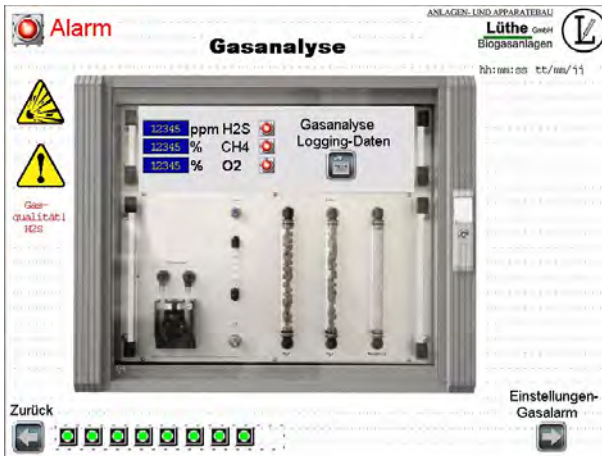 Alarm
Gasanalyse
ANLAGEN- UND APPARATEBAU
Lüthe GmbH
Biogasanlagen
hh:mm:ss tt/mm/jj
12345 ppm H2S
12345 % CH4
12345 % O2
Gasanalyse
Logging-Daten
Gas-
qualität!
H2S
Zurück
Einstellungen-
Gasalarm